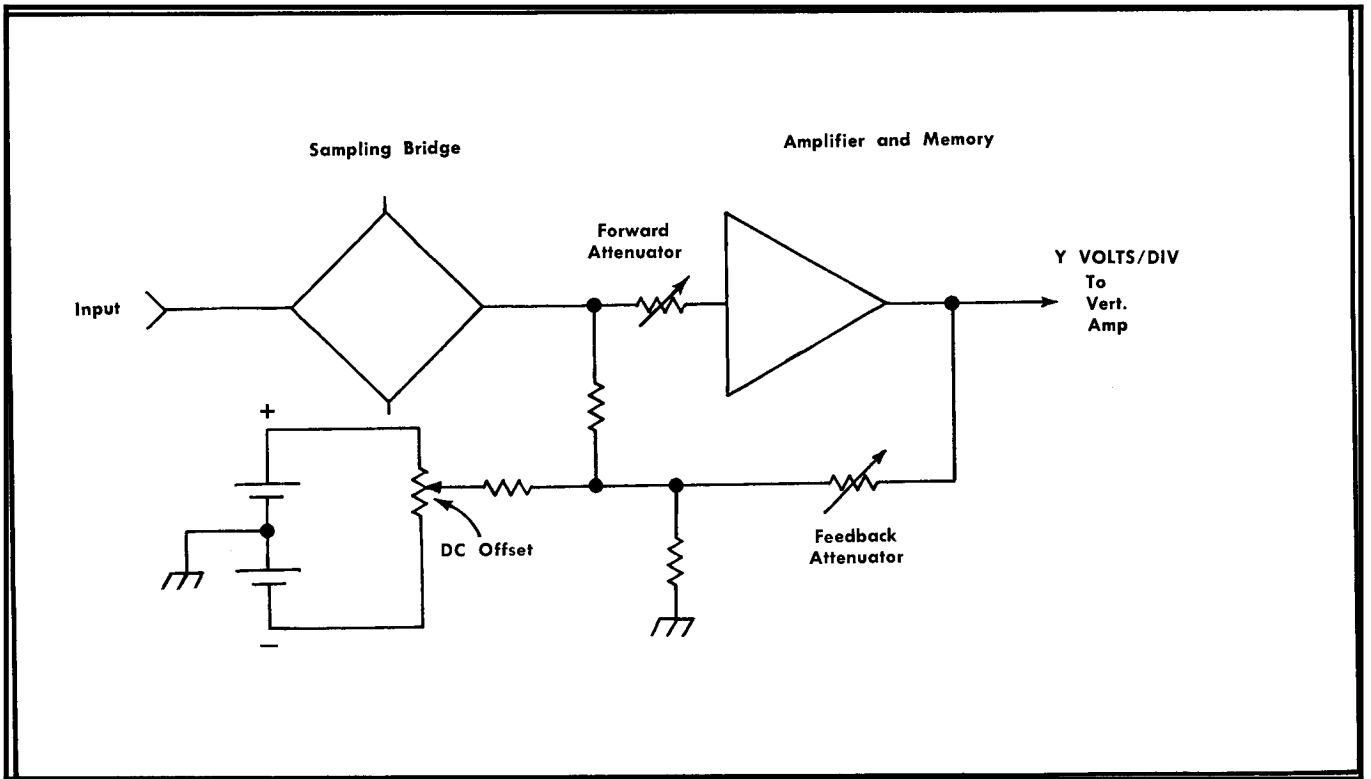 Sampling Bridge
Amplifier and Memory
Forward
Attenuator
Input
Y VOLTS/DIV
To
Vert.
Amp
+
DC Offset
Feedback
Attenuator
−